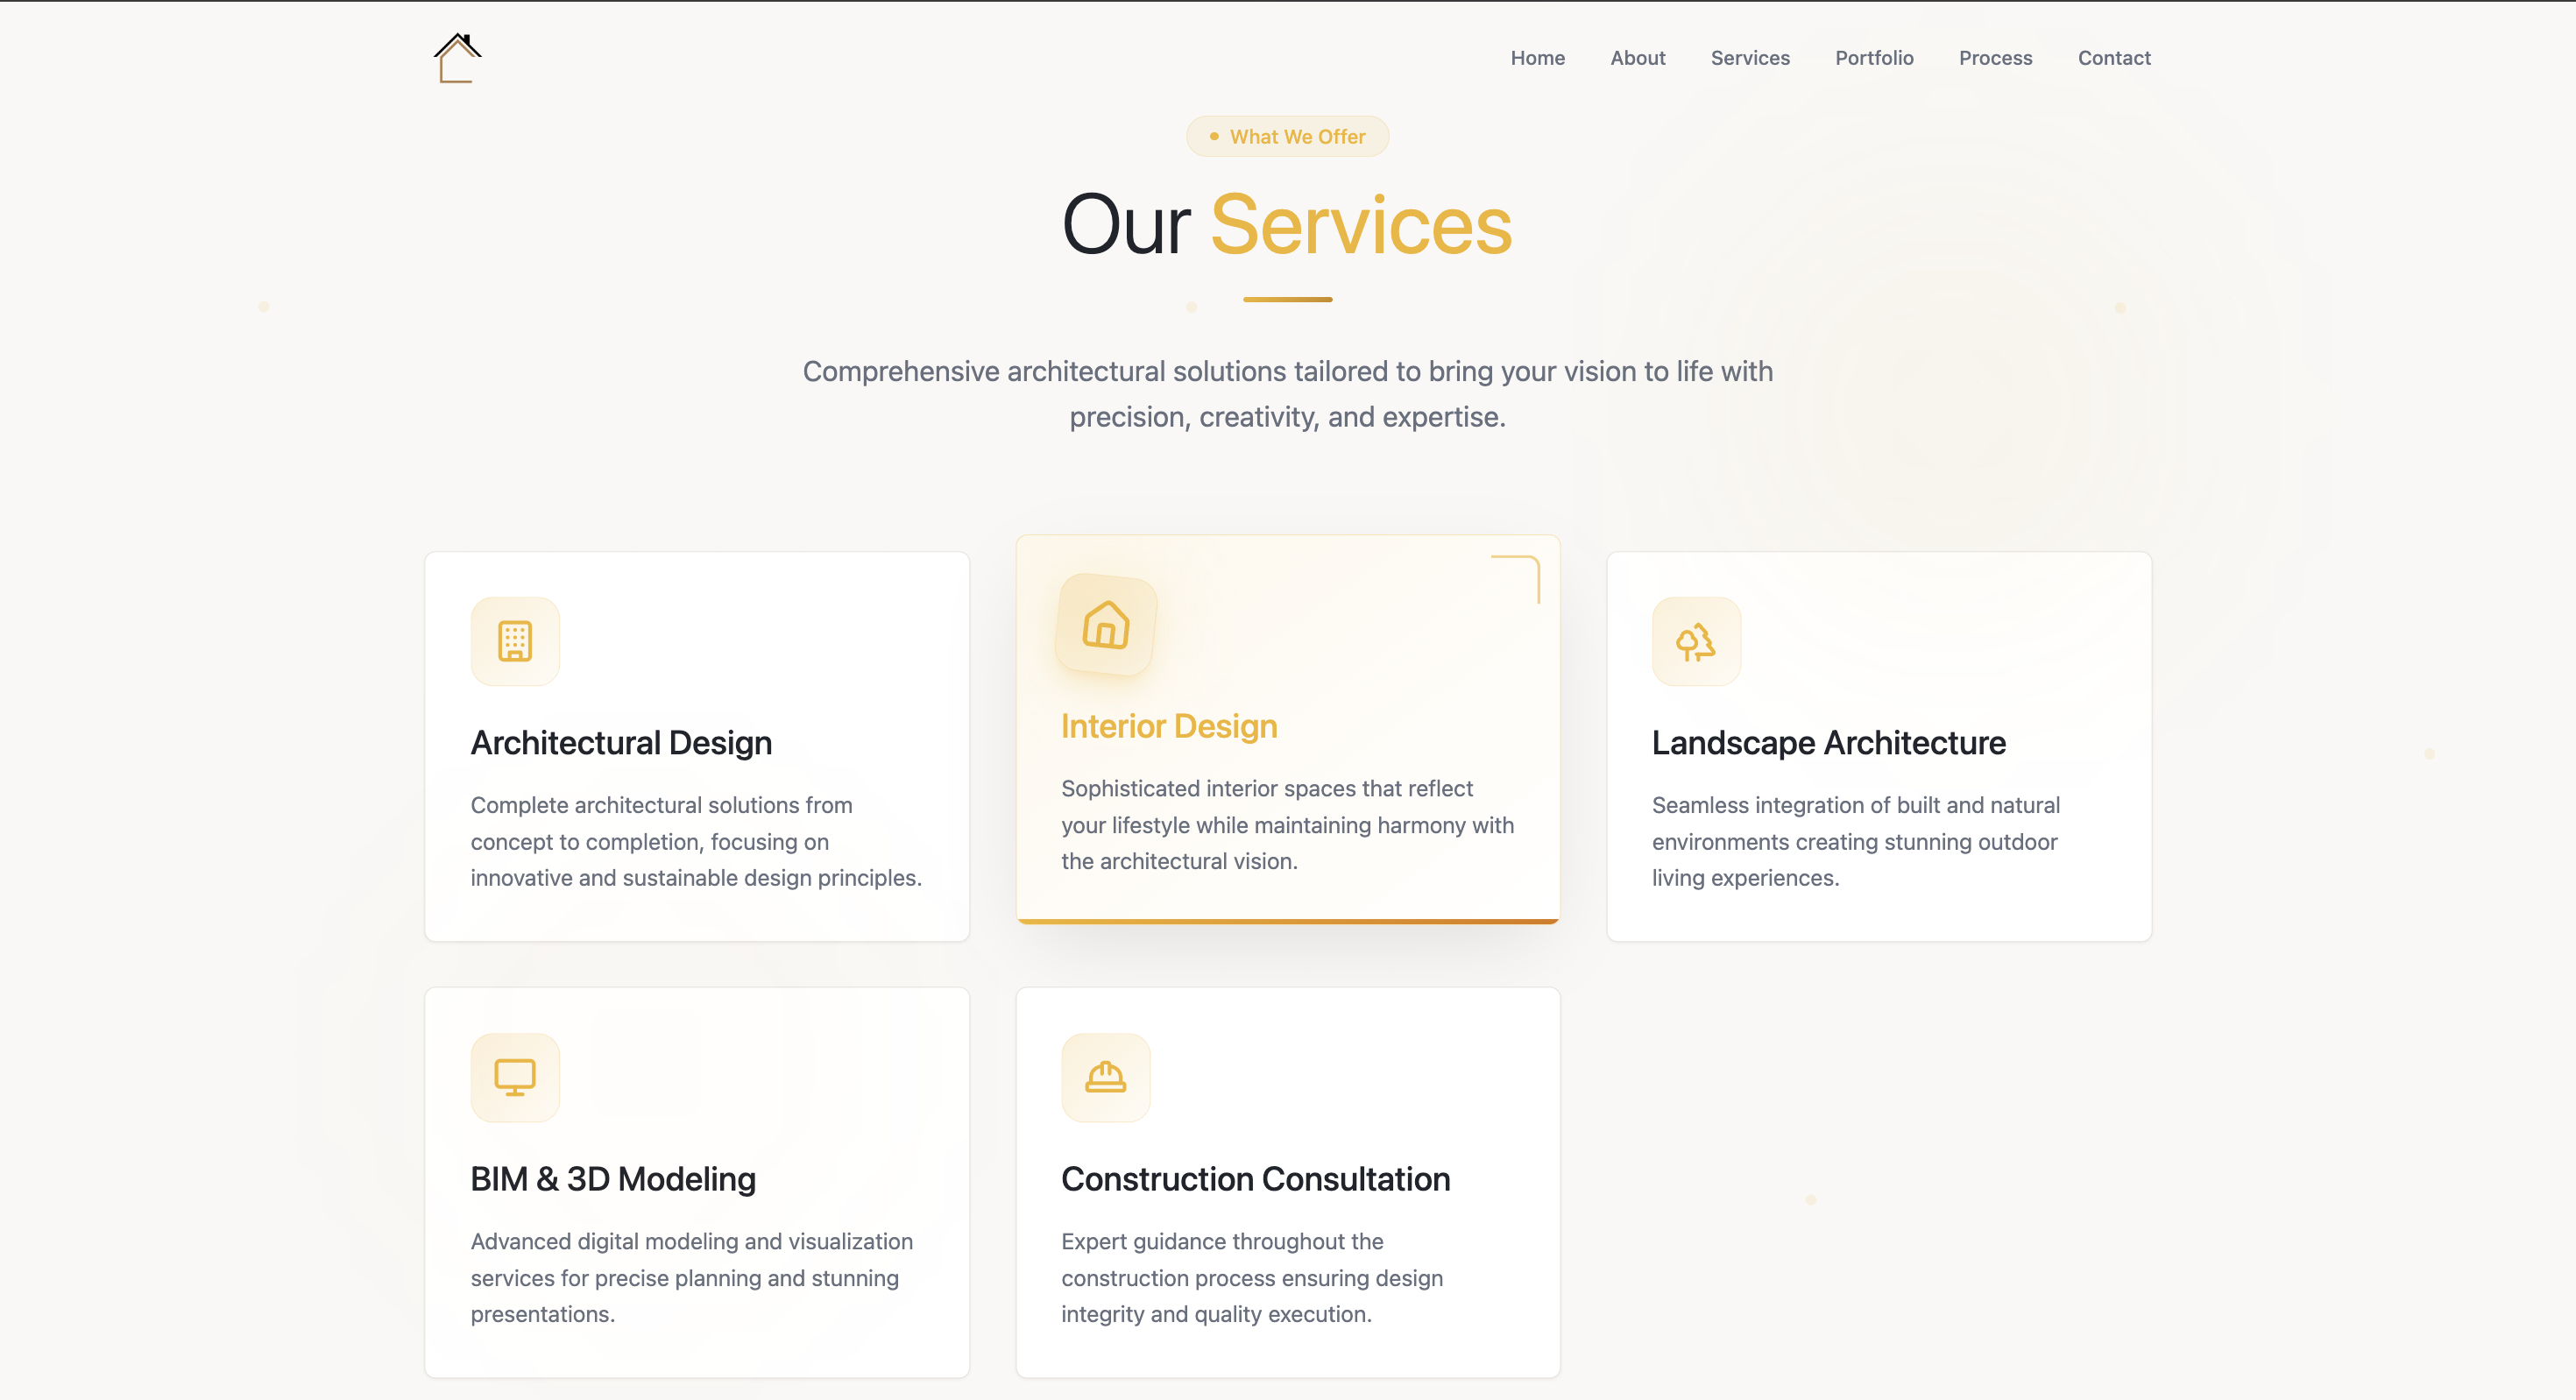 Home About Services Portfolio Process Contact
What We Offer
Our Services
Comprehensive architectural solutions tailored to bring your vision to life with
precision, creativity, and expertise.
Architectural Design
Complete architectural solutions from
concept to completion, focusing on
innovative and sustainable design principles.
Interior Design
Sophisticated interior spaces that reflect
your lifestyle while maintaining harmony with
the architectural vision.
Landscape Architecture
Seamless integration of built and natural
environments creating stunning outdoor
living experiences.
BIM & 3D Modeling
Advanced digital modeling and visualization
services for precise planning and stunning
presentations.
Construction Consultation
Expert guidance throughout the
construction process ensuring design
integrity and quality execution.